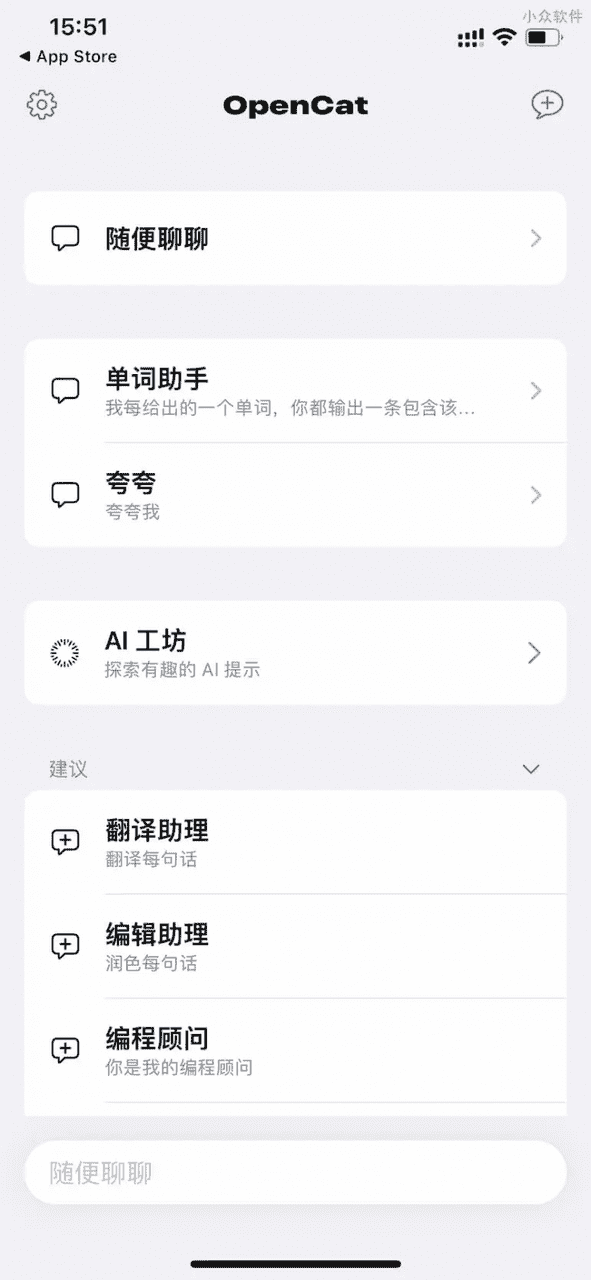 小众软件
15:51
◀ App Store
OpenCat
随便聊聊
单词助手
我每给出的一个单词，你都输出一条包含该...
夸夸
夸夸我
AI 工坊
探索有趣的 AI 提示
建议
翻译助理
翻译每句话
编辑助理
润色每句话
编程顾问
你是我的编程顾问
随便聊聊